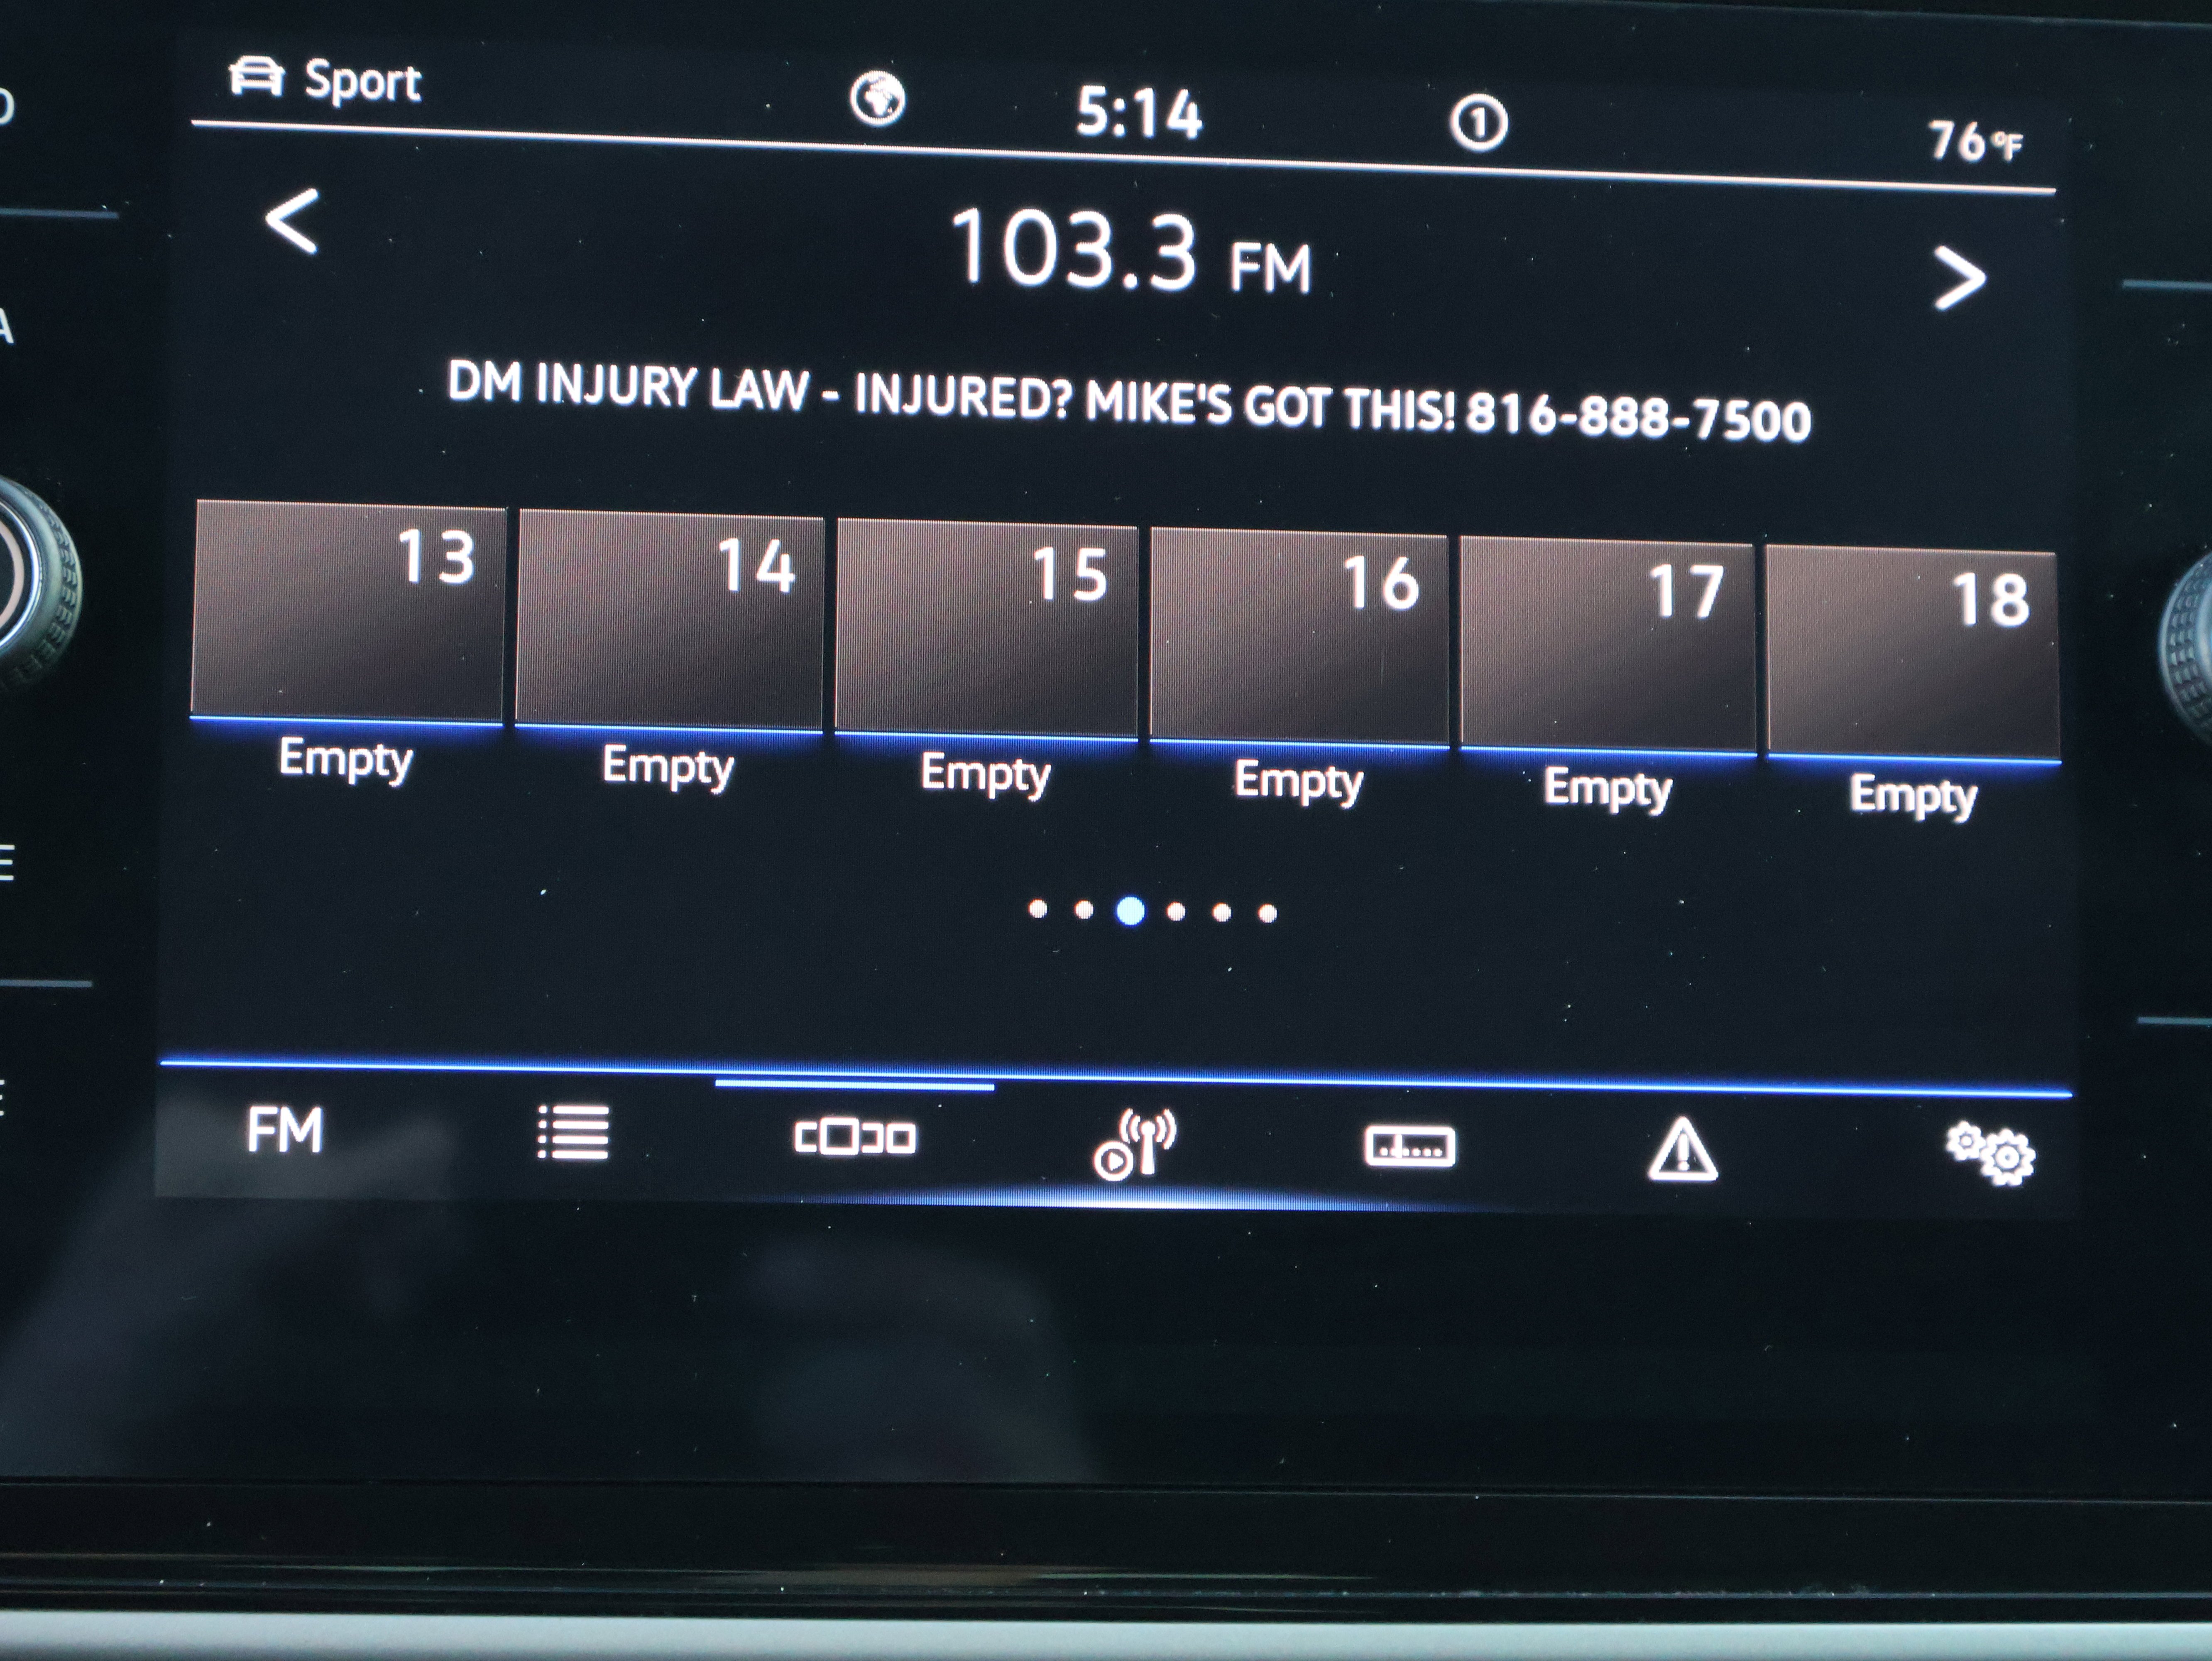 Sport
5:14
1
76°F
< 103.3 FM >
DM INJURY LAW - INJURED? MIKE'S GOT THIS! 816-888-7500
13 14 15 16 17 18
Empty Empty Empty Empty Empty Empty
FM